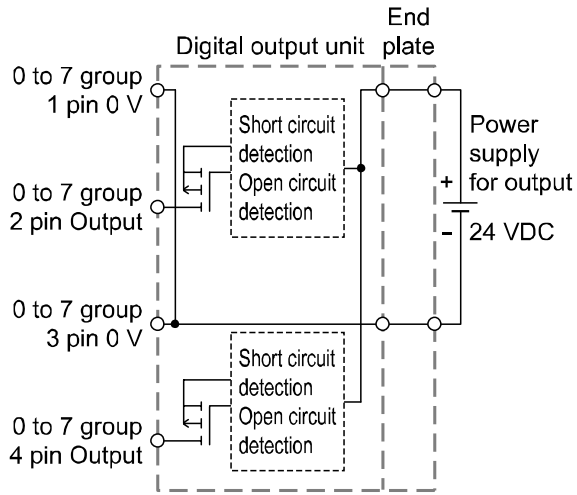 Digital output unit
End
plate
0 to 7 group
1 pin 0 V
Short circuit
detection
Open circuit
detection
0 to 7 group
2 pin Output
Power
supply
for output
+
−
24 VDC
0 to 7 group
3 pin 0 V
Short circuit
detection
Open circuit
detection
0 to 7 group
4 pin Output